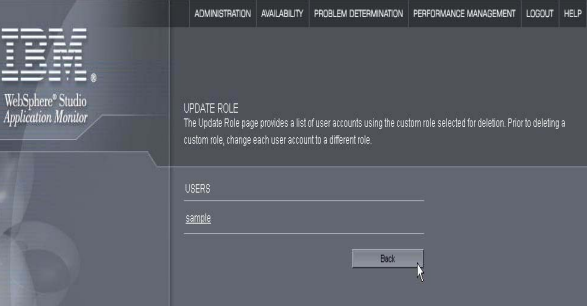 ADMINISTRATION AVAILABILITY PROBLEM DETERMINATION PERFORMANCE MANAGEMENT LOGOUT HELP
IBM®
WebSphere® Studio
Application Monitor
UPDATE ROLE
The Update Role page provides a list of user accounts using the custom role selected for deletion. Prior to deleting a
custom role, change each user account to a different role.
USERS
sample
Back